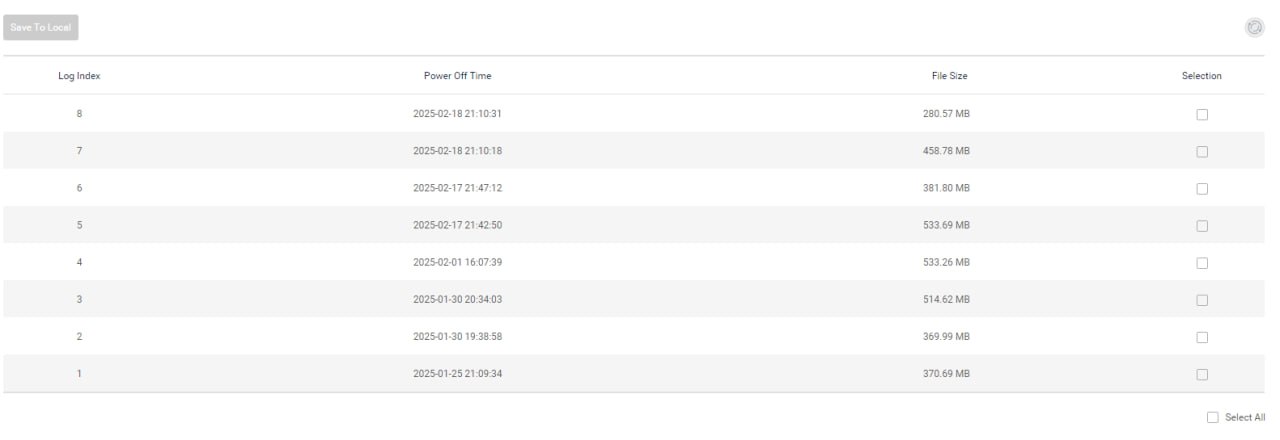 Save To Local
Log Index Power Off Time File Size Selection
8 2025-02-18 21:10:31 280.57 MB
7 2025-02-18 21:10:18 458.78 MB
6 2025-02-17 21:47:12 381.80 MB
5 2025-02-17 21:42:50 533.69 MB
4 2025-02-01 16:07:39 533.26 MB
3 2025-01-30 20:34:03 514.62 MB
2 2025-01-30 19:38:58 369.99 MB
1 2025-01-25 21:09:34 370.69 MB
Select All